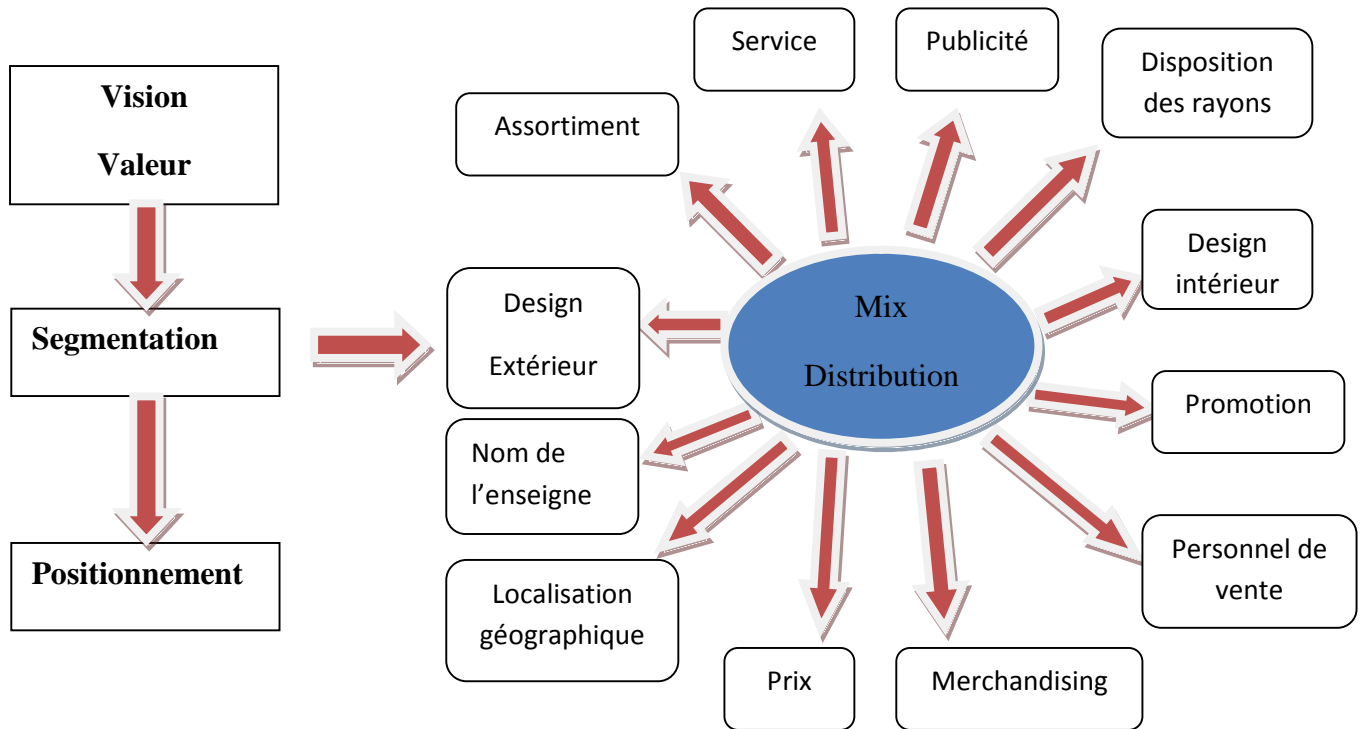 Vision
Valeur
Segmentation
Positionnement
Service
Publicité
Disposition
des rayons
Assortiment
Design
intérieur
Design
Extérieur
Mix
Distribution
Promotion
Nom de
l’enseigne
Personnel de
vente
Localisation
géographique
Prix
Merchandising